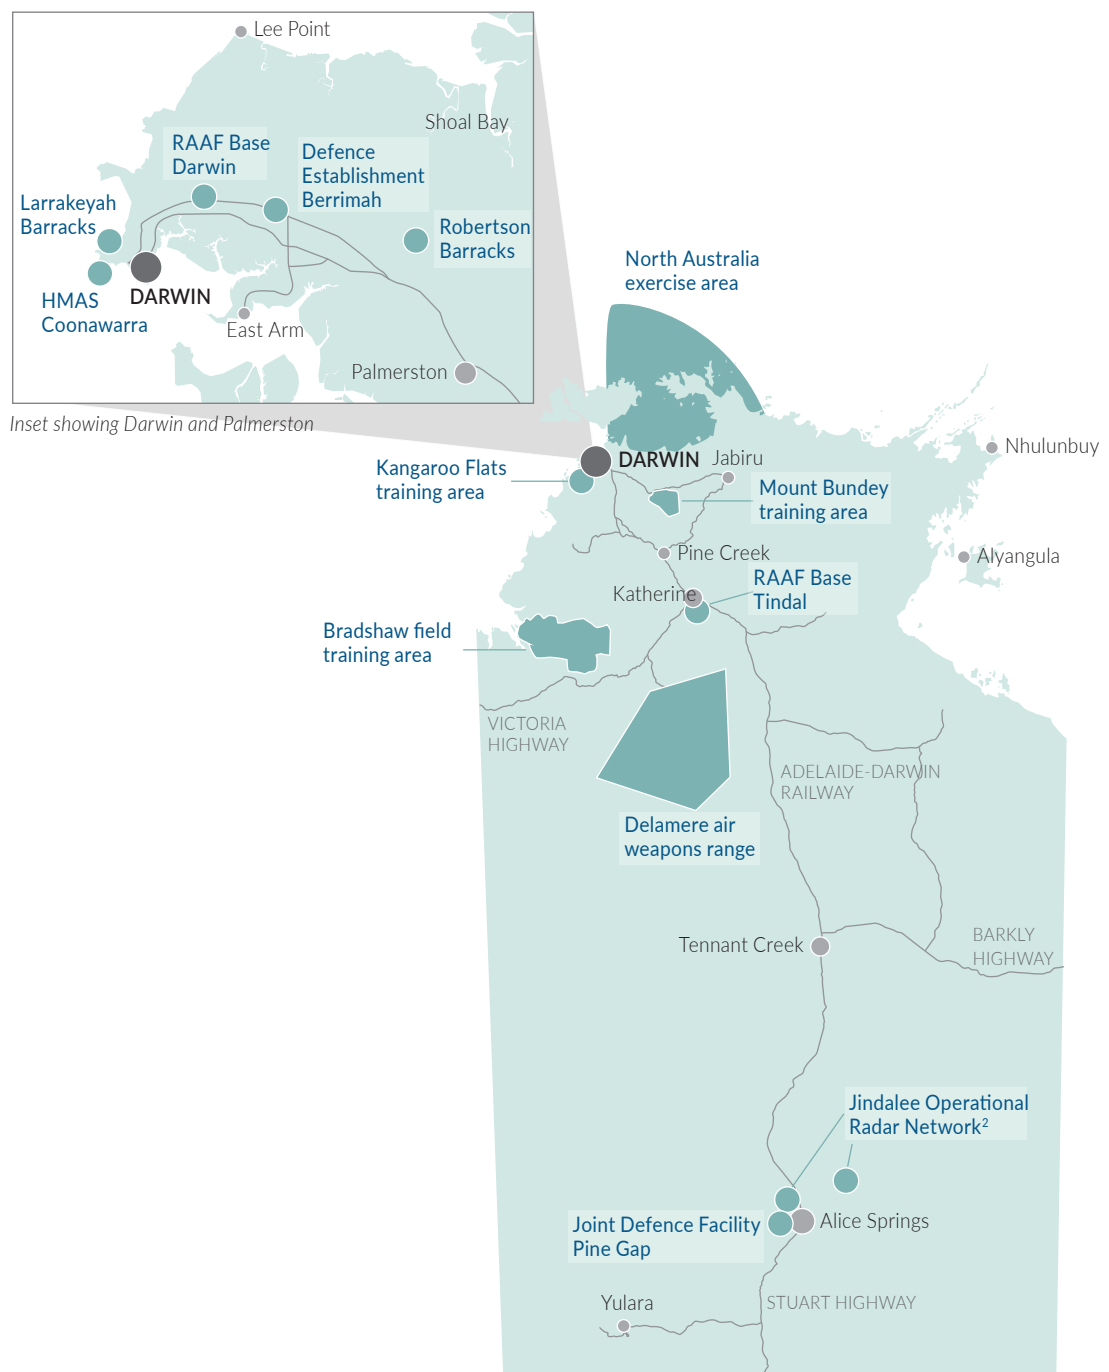 Lee Point
Shoal Bay
RAAF Base
Darwin
Defence
Establishment
Berrimah
Larrakeyah
Barracks
Robertson
Barracks
DARWIN
HMAS
Coonawarra
East Arm
Palmerston
Inset showing Darwin and Palmerston
North Australia
exercise area
Nhulunbuy
DARWIN
Jabiru
Kangaroo Flats
training area
Mount Bundey
training area
Pine Creek
Alyangula
Katherine
RAAF Base
Tindal
Bradshaw field
training area
VICTORIA
HIGHWAY
ADELAIDE-DARWIN
RAILWAY
Delamere air
weapons range
Tennant Creek
BARKLY
HIGHWAY
Jindalee Operational
Radar Network²
Joint Defence Facility
Pine Gap
Alice Springs
Yulara
STUART HIGHWAY